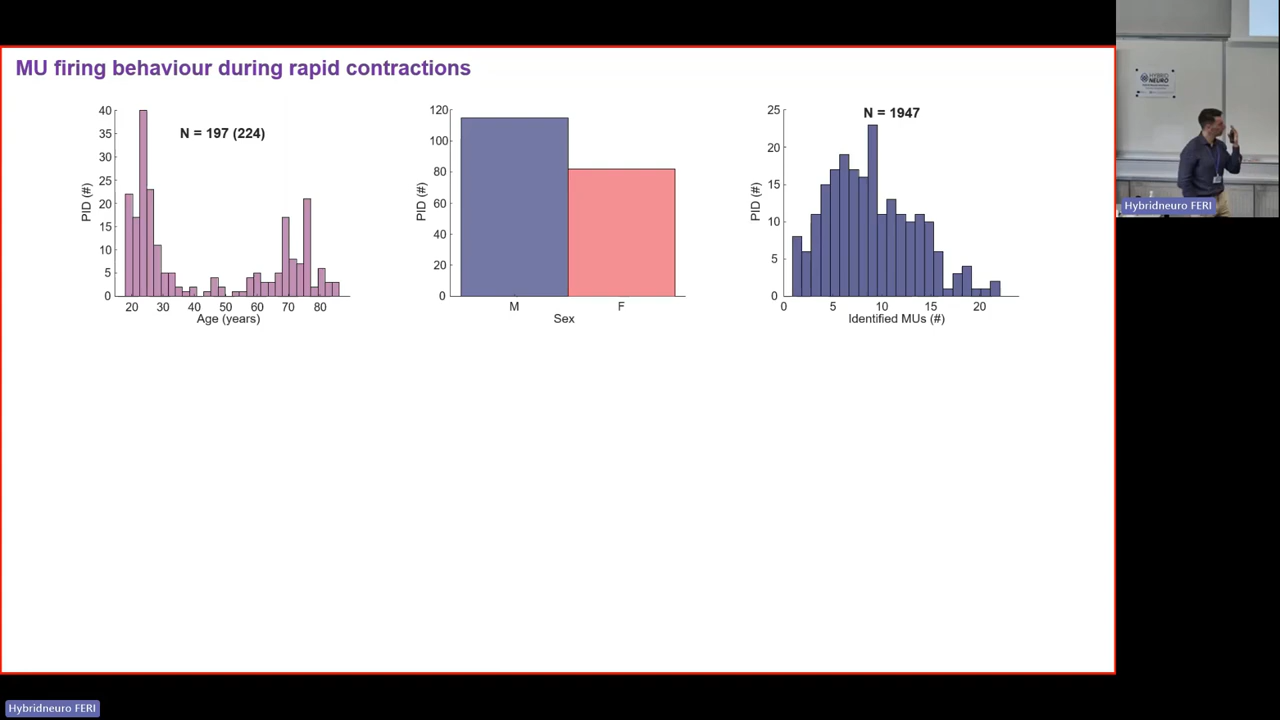 MU firing behaviour during rapid contractions
N = 197 (224)
PID (#)
40
35
30
25
20
15
10
5
0
20 30 40 50 60 70 80
Age (years)
PID (#)
120
100
80
60
40
20
0
M F
Sex
N = 1947
PID (#)
25
20
15
10
5
0
0 5 10 15 20
Identified MUs (#)
HYBRID
NEURO
Hybridneuro FERI
Hybridneuro FERI